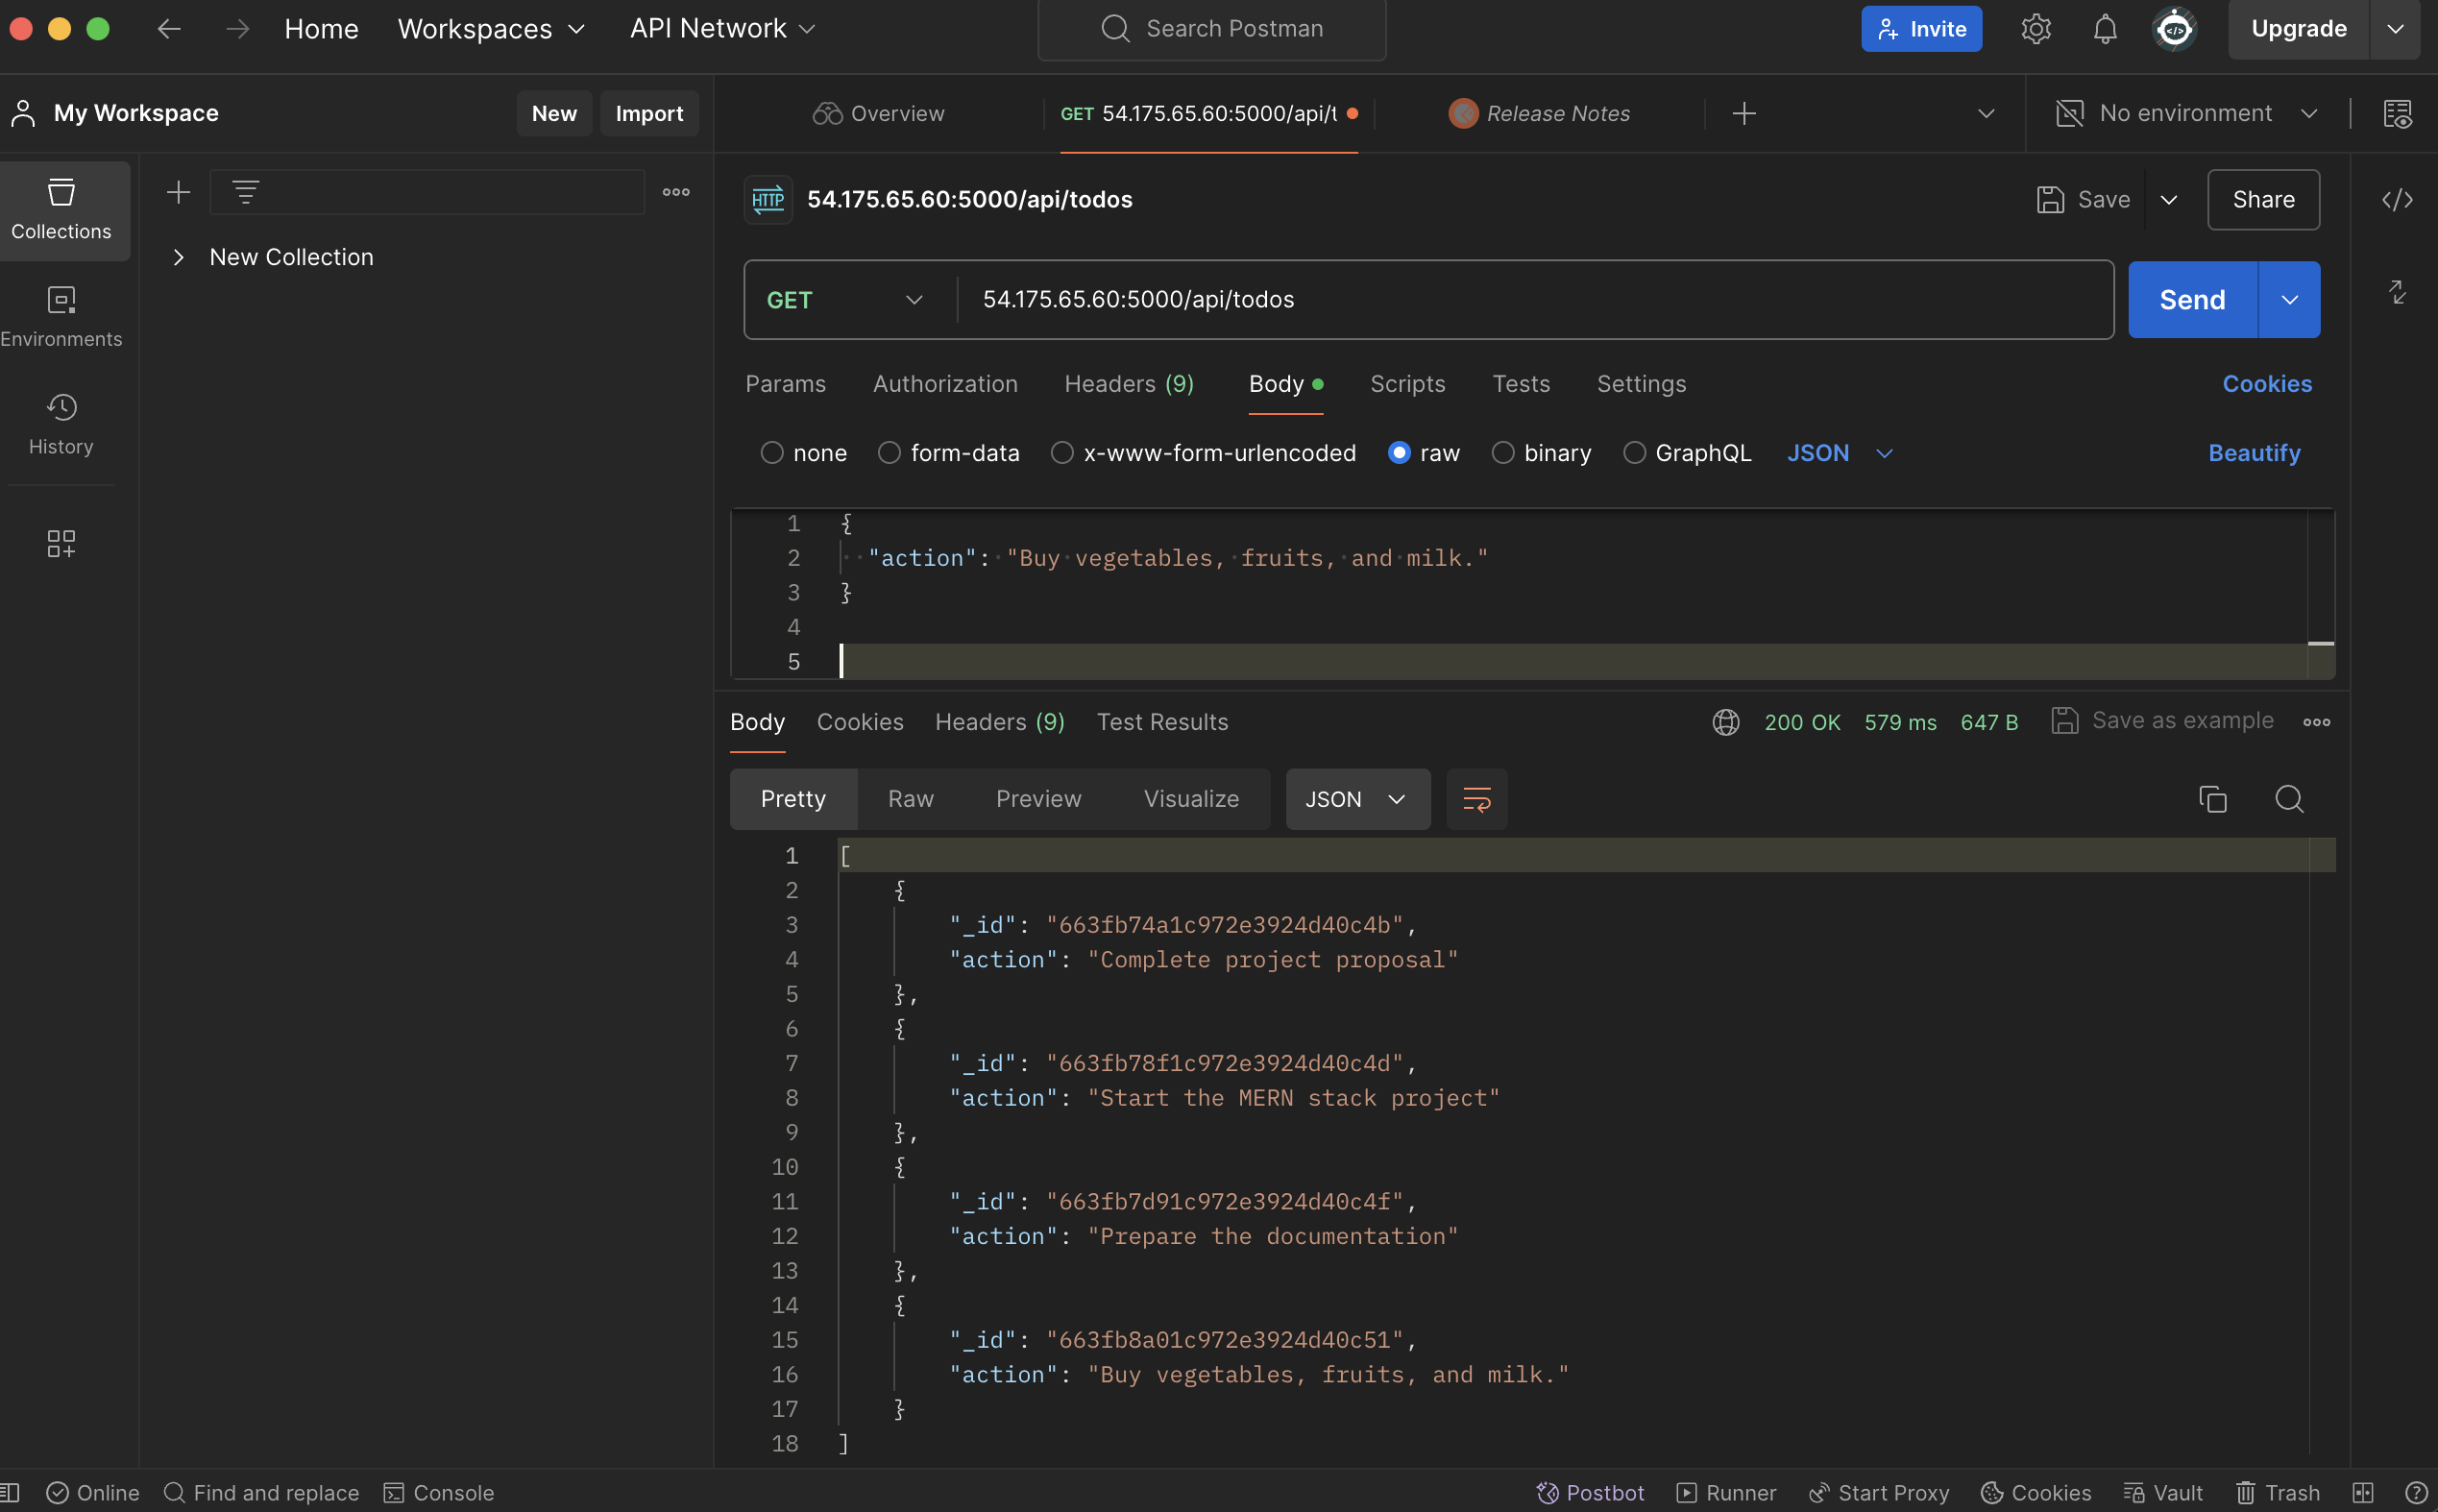 Home Workspaces API Network Search Postman Invite Upgrade
My Workspace New Import Overview GET 54.175.65.60:5000/api/t Release Notes No environment
Collections
New Collection
Environments
History
HTTP 54.175.65.60:5000/api/todos Save Share
GET 54.175.65.60:5000/api/todos Send
Params Authorization Headers (9) Body Scripts Tests Settings Cookies
none form-data x-www-form-urlencoded raw binary GraphQL JSON Beautify
1 {
2 "action": "Buy vegetables, fruits, and milk."
3 }
4
5
Body Cookies Headers (9) Test Results 200 OK 579 ms 647 B Save as example
Pretty Raw Preview Visualize JSON
1 [
2 {
3 "_id": "663fb74a1c972e3924d40c4b",
4 "action": "Complete project proposal"
5 },
6 {
7 "_id": "663fb78f1c972e3924d40c4d",
8 "action": "Start the MERN stack project"
9 },
10 {
11 "_id": "663fb7d91c972e3924d40c4f",
12 "action": "Prepare the documentation"
13 },
14 {
15 "_id": "663fb8a01c972e3924d40c51",
16 "action": "Buy vegetables, fruits, and milk."
17 }
18 ]
Online Find and replace Console Postbot Runner Start Proxy Cookies Vault Trash